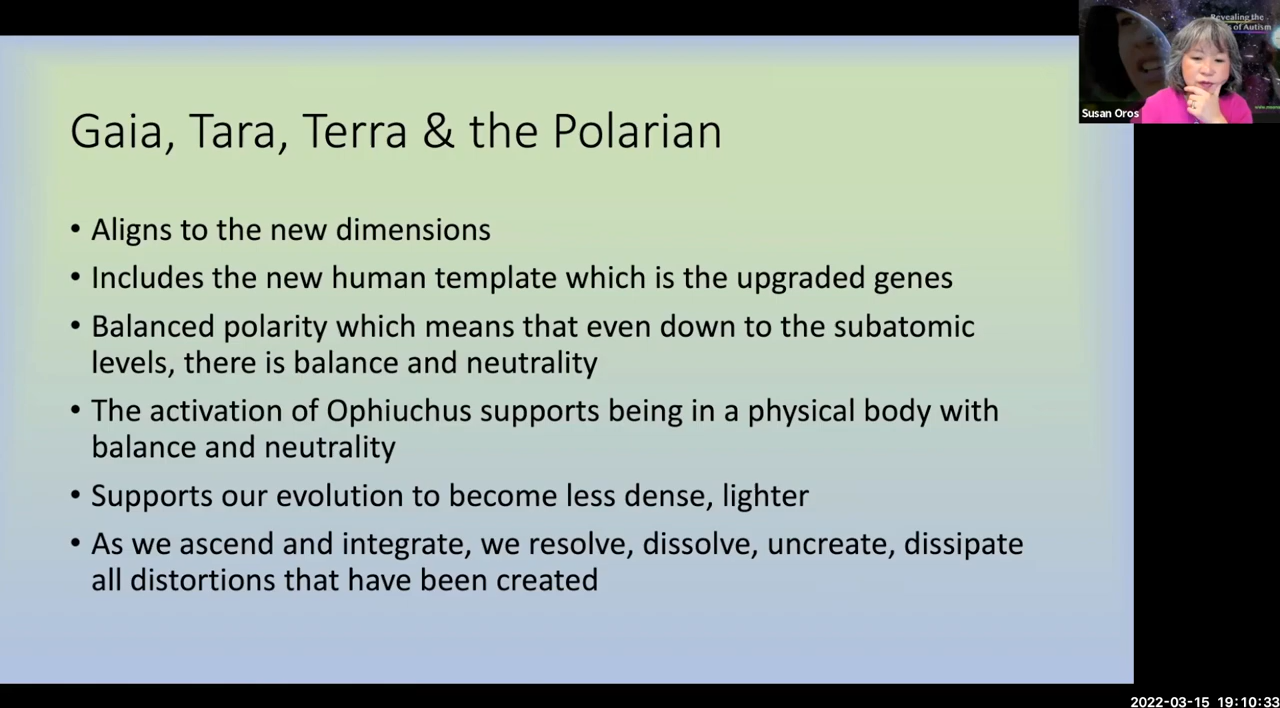 Gaia, Tara, Terra & the Polarian
• Aligns to the new dimensions
• Includes the new human template which is the upgraded genes
• Balanced polarity which means that even down to the subatomic
levels, there is balance and neutrality
• The activation of Ophiuchus supports being in a physical body with
balance and neutrality
• Supports our evolution to become less dense, lighter
• As we ascend and integrate, we resolve, dissolve, uncreate, dissipate
all distortions that have been created
Revealing the
of Autism
Susan Oros
2022-03-15 19:10:33